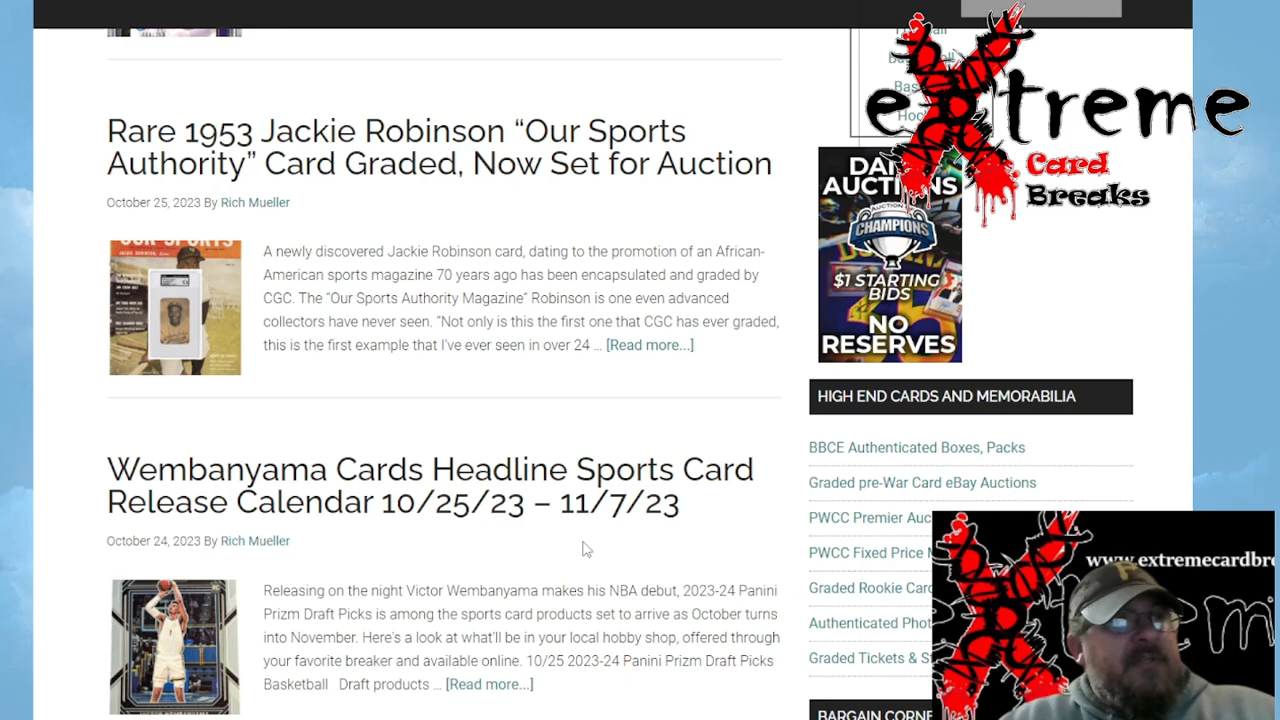 Rare 1953 Jackie Robinson “Our Sports
Authority” Card Graded, Now Set for Auction
October 25, 2023 By Rich Mueller
OUR SPORTS
A newly discovered Jackie Robinson card, dating to the promotion of an African-
American sports magazine 70 years ago has been encapsulated and graded by
CGC. The “Our Sports Authority Magazine” Robinson is one even advanced
collectors have never seen. “Not only is this the first one that CGC has ever graded,
this is the first example that I've ever seen in over 24 ... [Read more...]
Wembanyama Cards Headline Sports Card
Release Calendar 10/25/23 – 11/7/23
October 24, 2023 By Rich Mueller
Releasing on the night Victor Wembanyama makes his NBA debut, 2023-24 Panini
Prizm Draft Picks is among the sports card products set to arrive as October turns
into November. Here's a look at what'll be in your local hobby shop, offered through
your favorite breaker and available online. 10/25 2023-24 Panini Prizm Draft Picks
Basketball Draft products ... [Read more...]
eXtreme
Card
Breaks
AUCTIONS
AUCTION OF
CHAMPIONS
$1 STARTING
BIDS
NO
RESERVES
HIGH END CARDS AND MEMORABILIA
BBCE Authenticated Boxes, Packs
Graded pre-War Card eBay Auctions
PWCC Premier Auc
PWCC Fixed Price
Graded Rookie Car
Authenticated Phot
Graded Tickets & S
BARGAIN CORNE
www.extremecardbre